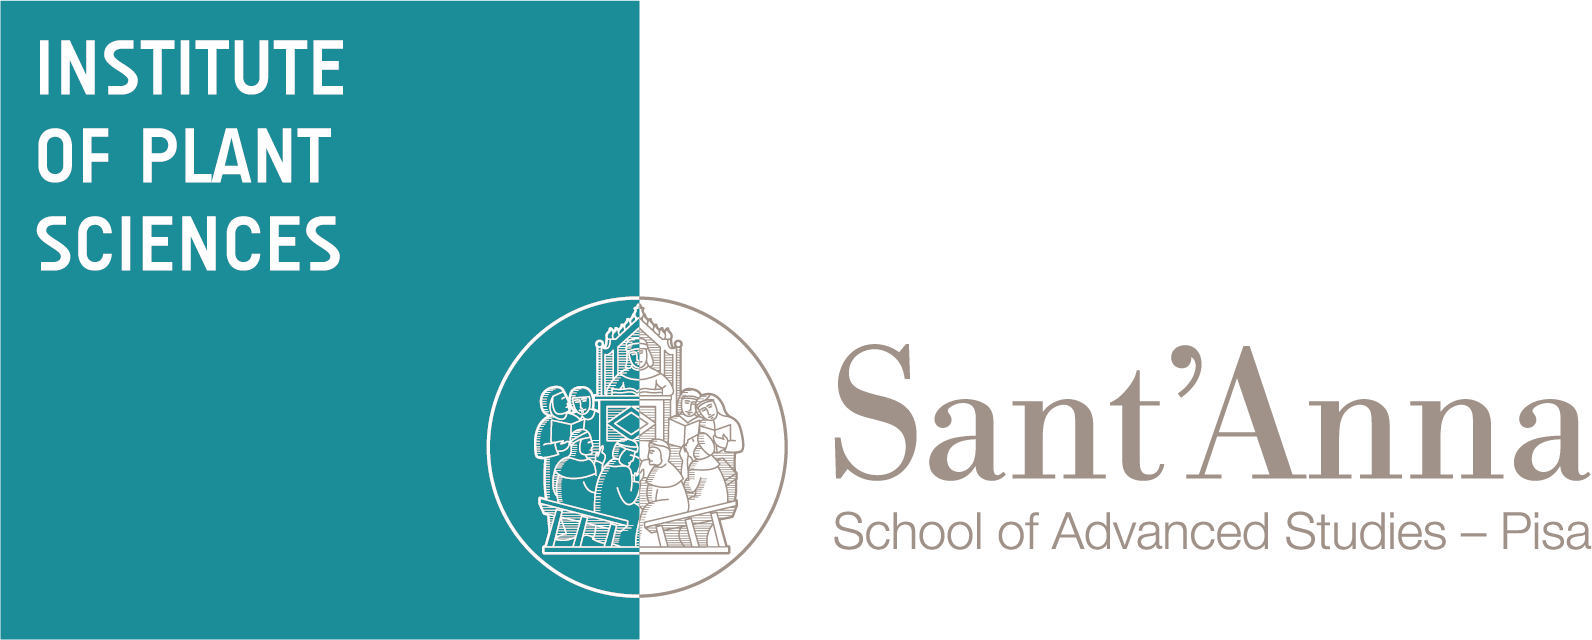 INSTITUTE
OF PLANT
SCIENCES
Sant’Anna
School of Advanced Studies – Pisa